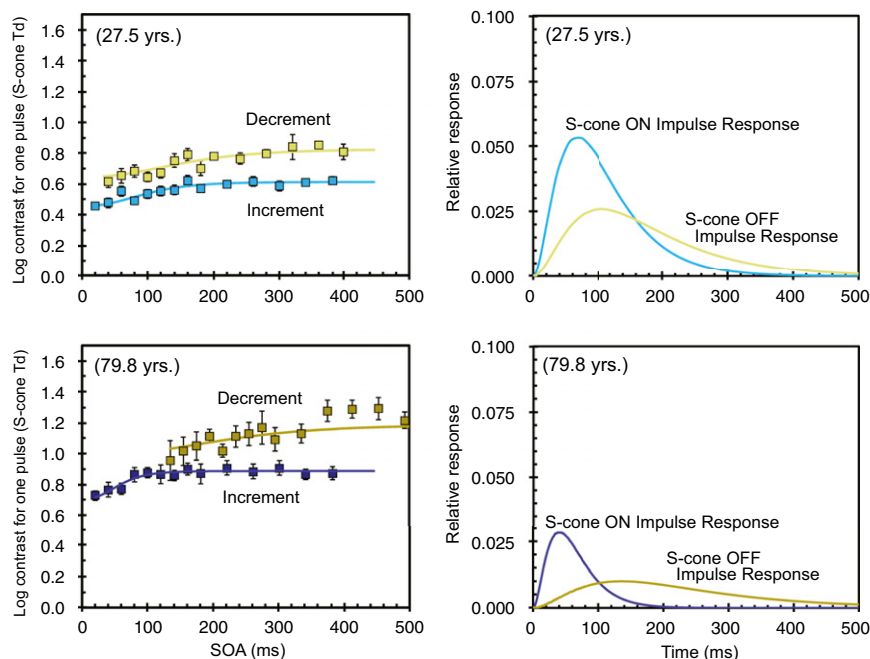 (27.5 yrs.)
Log contrast for one pulse (S-cone Td)
1.6
1.4
1.2
1.0
0.8
0.6
0.4
0.2
0.0
Decrement
Increment
0 100 200 300 400 500
(27.5 yrs.)
Relative response
0.100
0.075
0.050
0.025
0.000
S-cone ON Impulse Response
S-cone OFF
Impulse Response
0 100 200 300 400 500
(79.8 yrs.)
Log contrast for one pulse (S-cone Td)
1.6
1.4
1.2
1.0
0.8
0.6
0.4
0.2
0.0
Decrement
Increment
0 100 200 300 400 500
SOA (ms)
(79.8 yrs.)
Relative response
0.100
0.075
0.050
0.025
0.000
S-cone ON Impulse Response
S-cone OFF
Impulse Response
0 100 200 300 400 500
Time (ms)